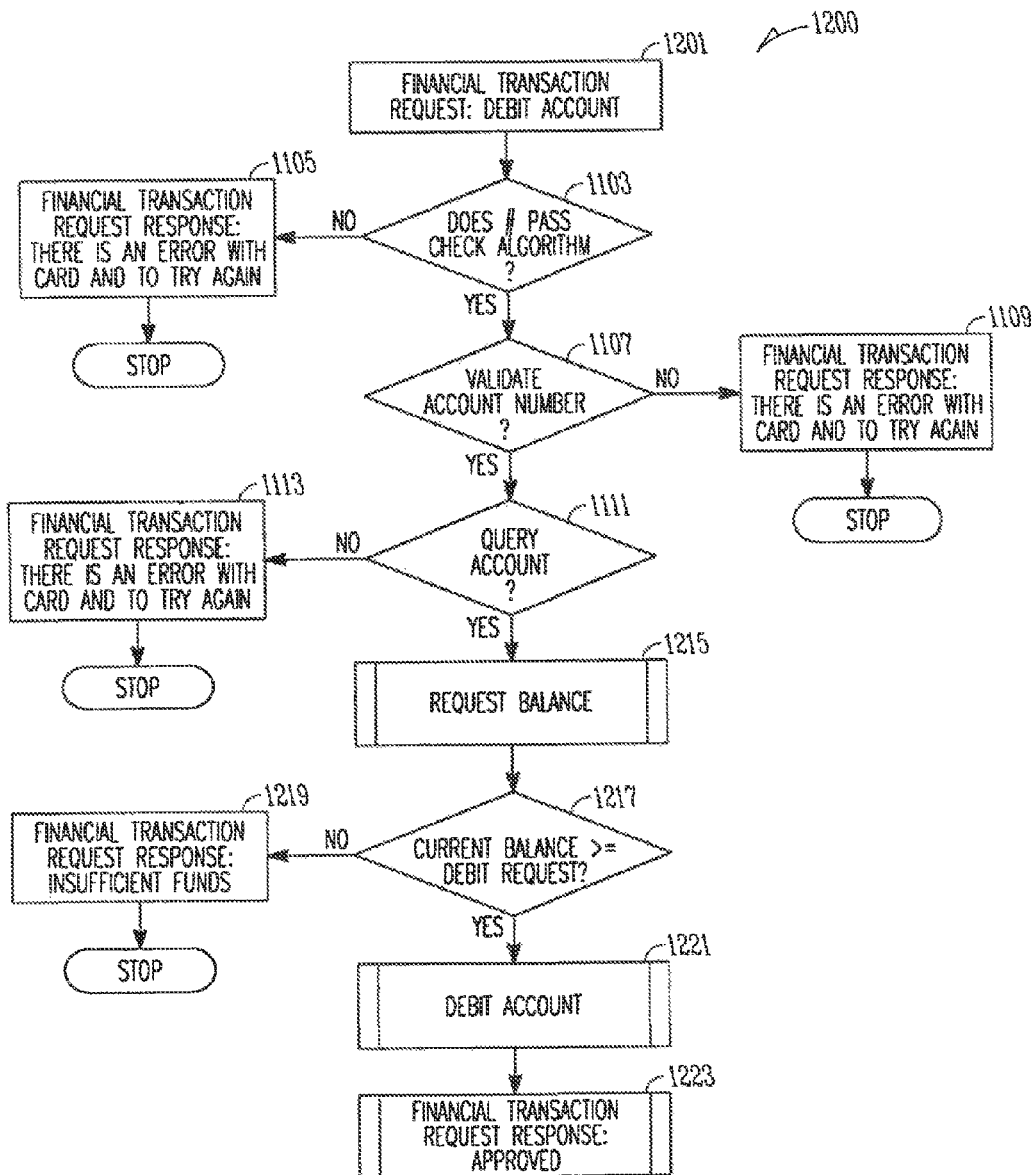 1200
1201
FINANCIAL TRANSACTION
REQUEST: DEBIT ACCOUNT
1105
FINANCIAL TRANSACTION
REQUEST RESPONSE:
THERE IS AN ERROR WITH
CARD AND TO TRY AGAIN
NO
1103
DOES # PASS
CHECK ALGORITHM
?
YES
STOP
1107
VALIDATE
ACCOUNT NUMBER
?
NO
1109
FINANCIAL TRANSACTION
REQUEST RESPONSE:
THERE IS AN ERROR WITH
CARD AND TO TRY AGAIN
YES
STOP
1113
FINANCIAL TRANSACTION
REQUEST RESPONSE:
THERE IS AN ERROR WITH
CARD AND TO TRY AGAIN
NO
1111
QUERY
ACCOUNT
?
YES
STOP
1215
REQUEST BALANCE
1219
FINANCIAL TRANSACTION
REQUEST RESPONSE:
INSUFFICIENT FUNDS
NO
1217
CURRENT BALANCE >=
DEBIT REQUEST?
YES
STOP
1221
DEBIT ACCOUNT
1223
FINANCIAL TRANSACTION
REQUEST RESPONSE:
APPROVED